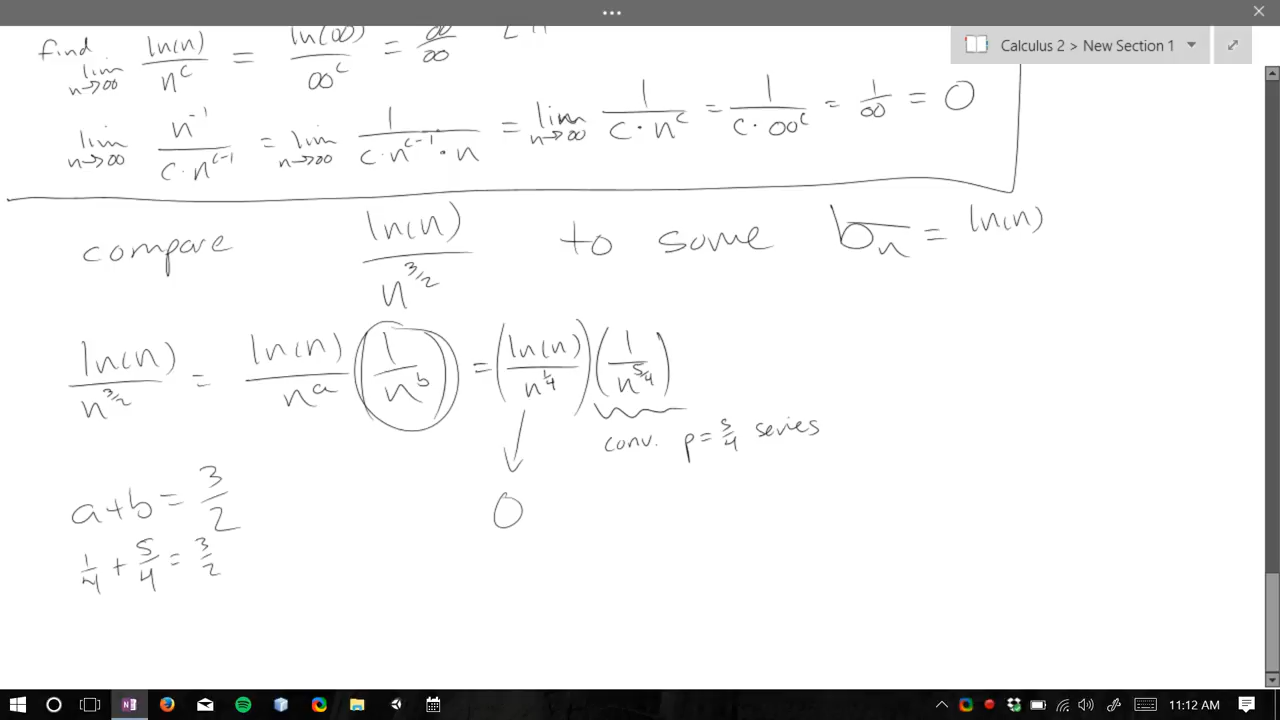 ...
Calculus 2 > New Section 1
find lim n→∞ ln(n)/n^c = ln(∞)/∞^c = ∞/∞
lim n→∞ n^-1/(c·n^(c-1)) = lim n→∞ 1/(c·n^(c-1)·n) = lim n→∞ 1/(c·n^c) = 1/(c·∞^c) = 1/∞ = 0
compare ln(n)/n^(3/2) to some b_n = ln(n)
ln(n)/n^(3/2) = ln(n)/n^a (1/n^b) = (ln(n)/n^(1/4))(1/n^(5/4))
conv. p = 5/4 series
a+b = 3/2
0
1/4 + 5/4 = 3/2
11:12 AM